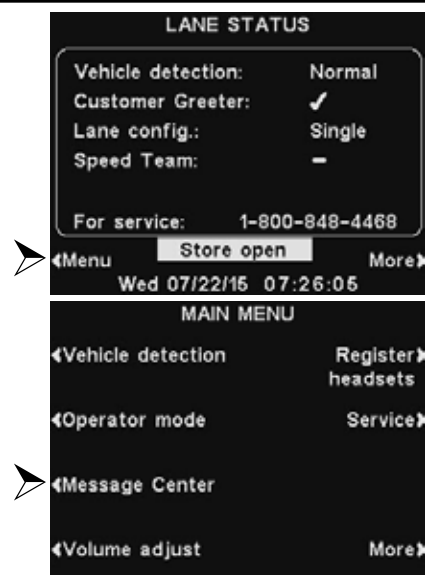 LANE STATUS
Vehicle detection: Normal
Customer Greeter: ✓
Lane config.: Single
Speed Team: –
For service: 1-800-848-4468
Store open
Menu More
Wed 07/22/15 07:26:05
MAIN MENU
Vehicle detection Register
headsets
Operator mode Service
Message Center
Volume adjust More